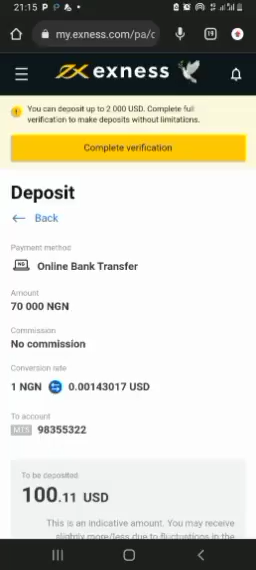 21:15
my.exness.com/pa/c
19
exness
You can deposit up to 2 000 USD. Complete full
verification to make deposits without limitations.
Complete verification
Deposit
← Back
Payment method
Online Bank Transfer
Amount
70 000 NGN
Commission
No commission
Conversion rate
1 NGN 0.00143017 USD
To account
MT5 98355322
To be deposited
100.11 USD
This is an indicative amount. You may receive
slightly more/less due to fluctuations in the